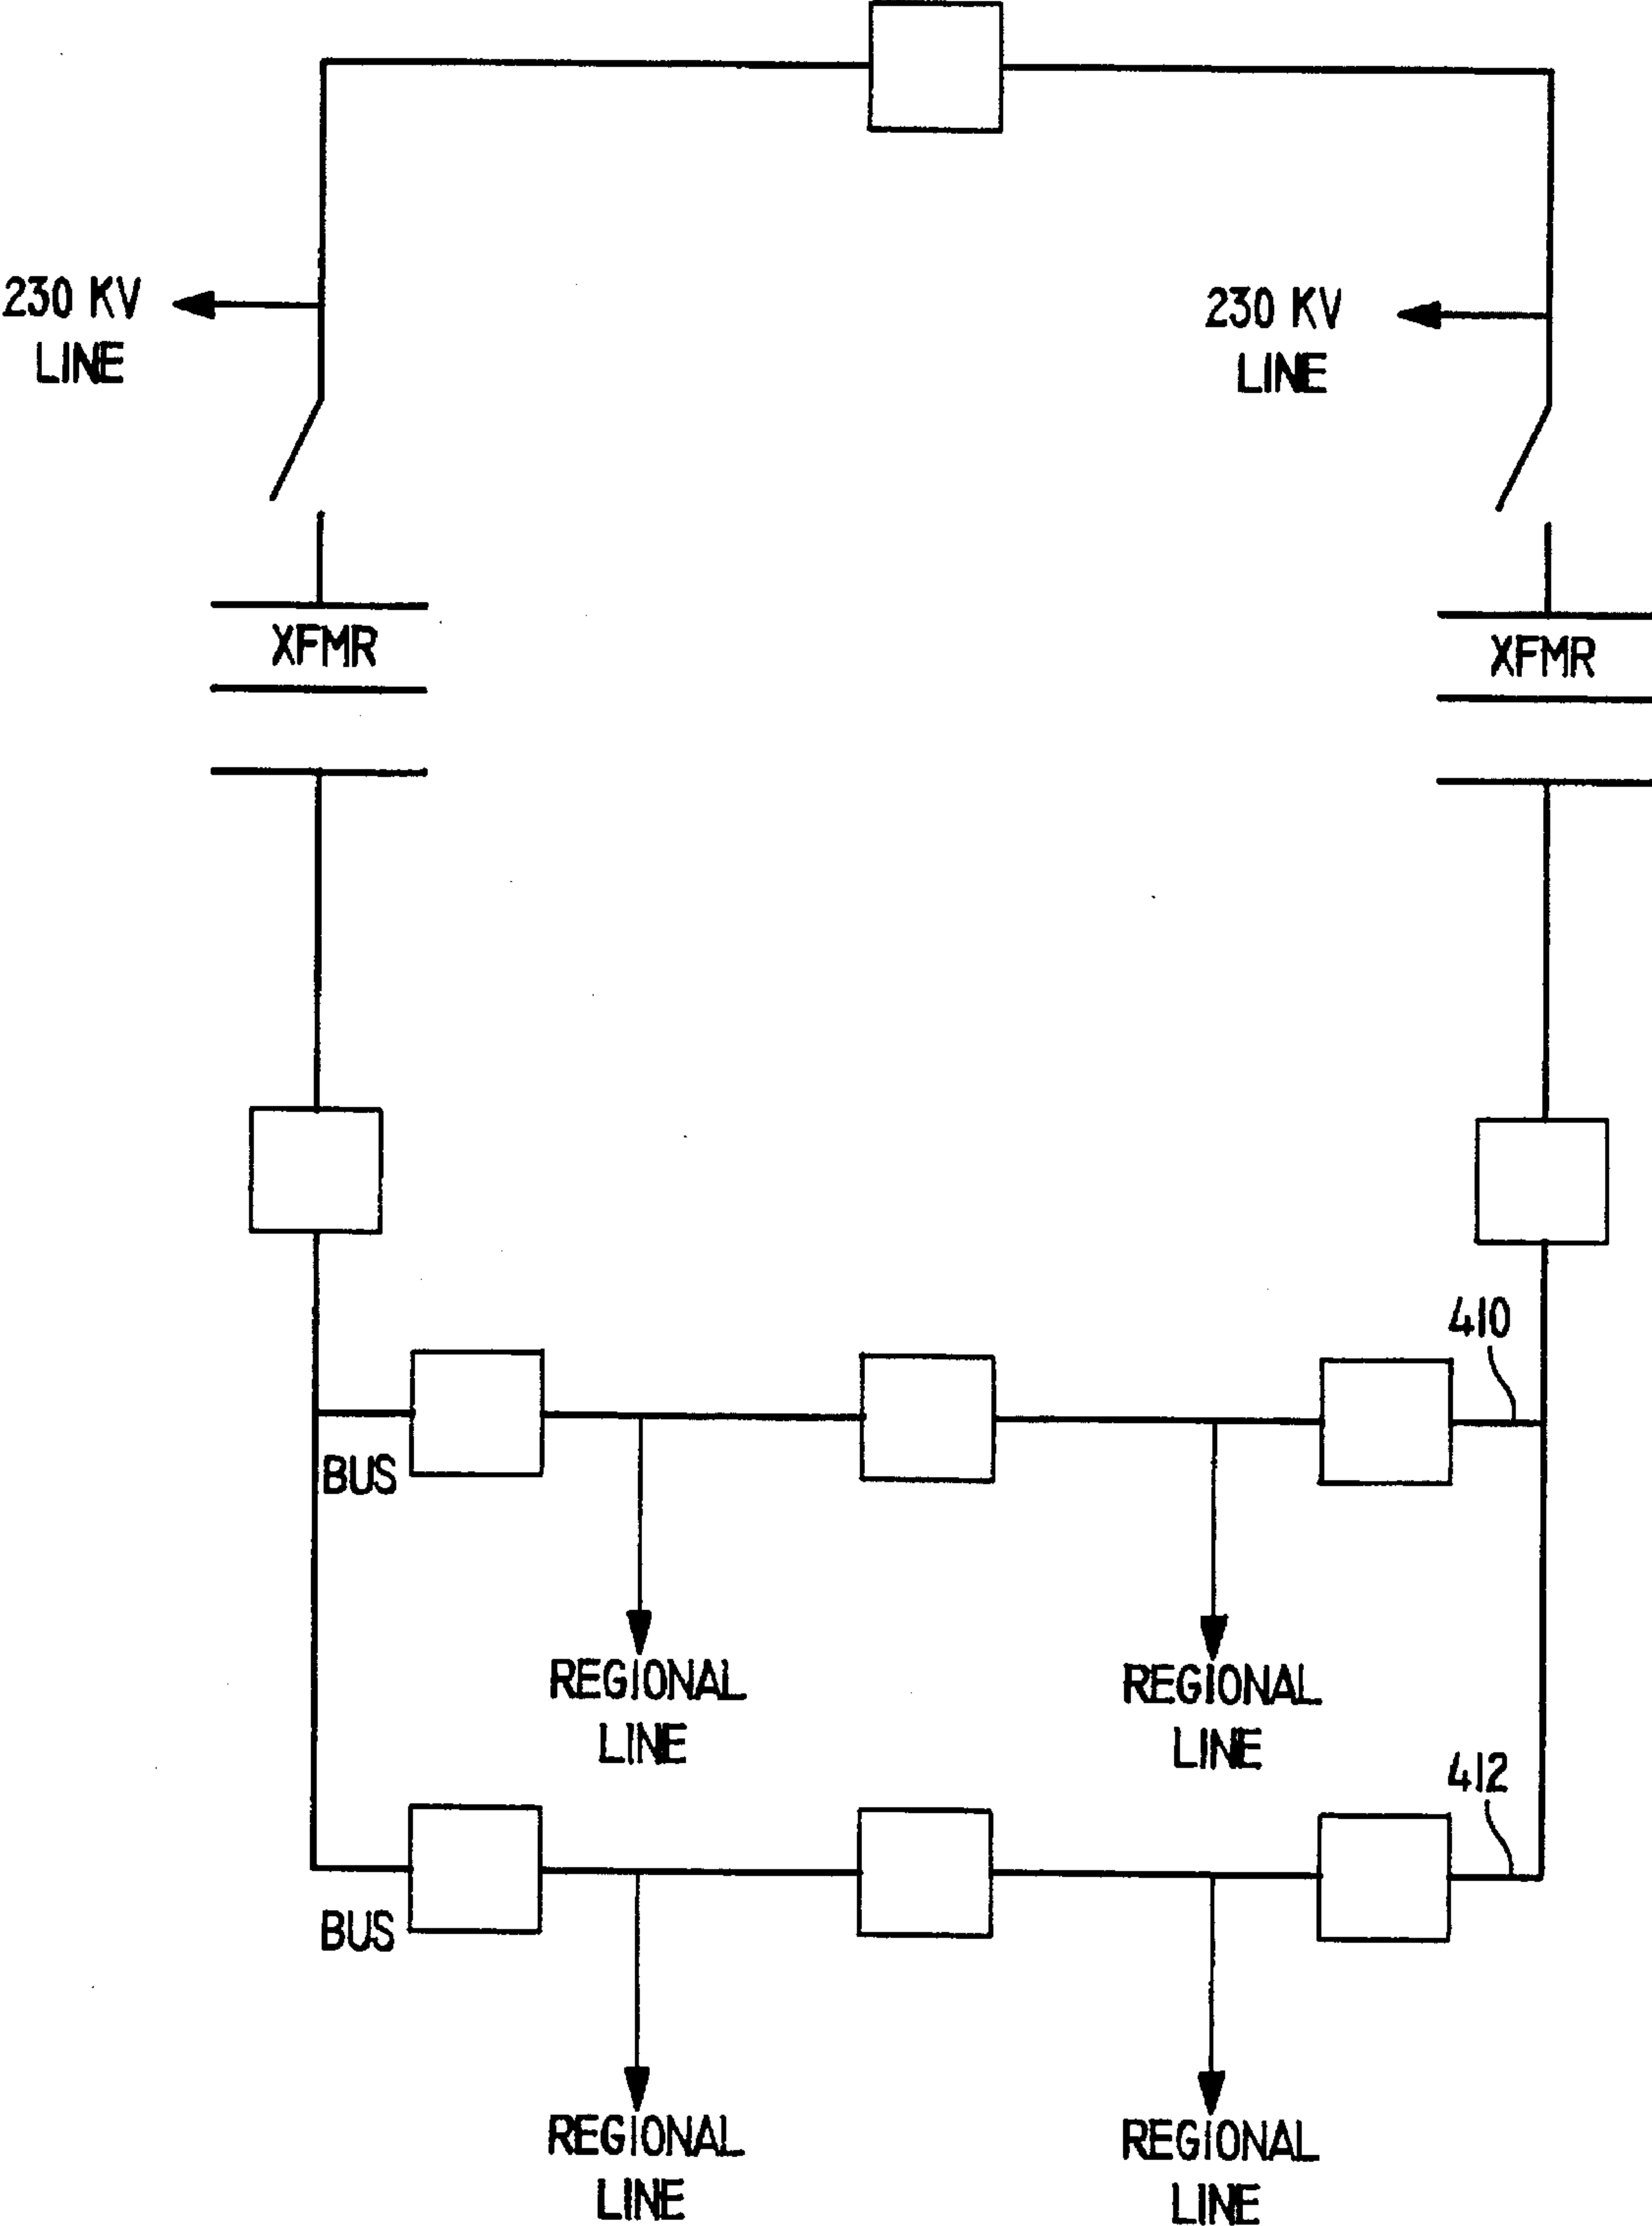 230 KV
LINE
230 KV
LINE
XFMR
XFMR
410
BUS
REGIONAL
LINE
REGIONAL
LINE
412
BUS
REGIONAL
LINE
REGIONAL
LINE